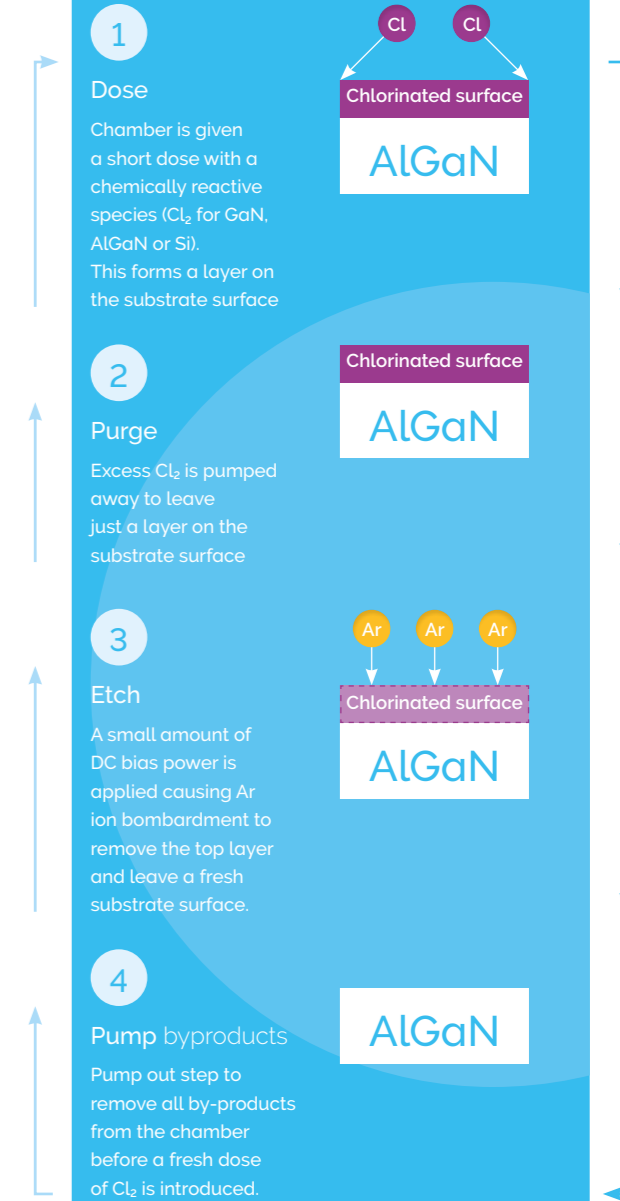 1
Dose
Chamber is given
a short dose with a
chemically reactive
species (Cl₂ for GaN,
AlGaN or Si).
This forms a layer on
the substrate surface
Cl Cl
Chlorinated surface
AlGaN
2
Purge
Excess Cl₂ is pumped
away to leave
just a layer on the
substrate surface
Chlorinated surface
AlGaN
3
Etch
A small amount of
DC bias power is
applied causing Ar
ion bombardment to
remove the top layer
and leave a fresh
substrate surface.
Ar Ar Ar
Chlorinated surface
AlGaN
4
Pump byproducts
Pump out step to
remove all by-products
from the chamber
before a fresh dose
of Cl₂ is introduced.
AlGaN